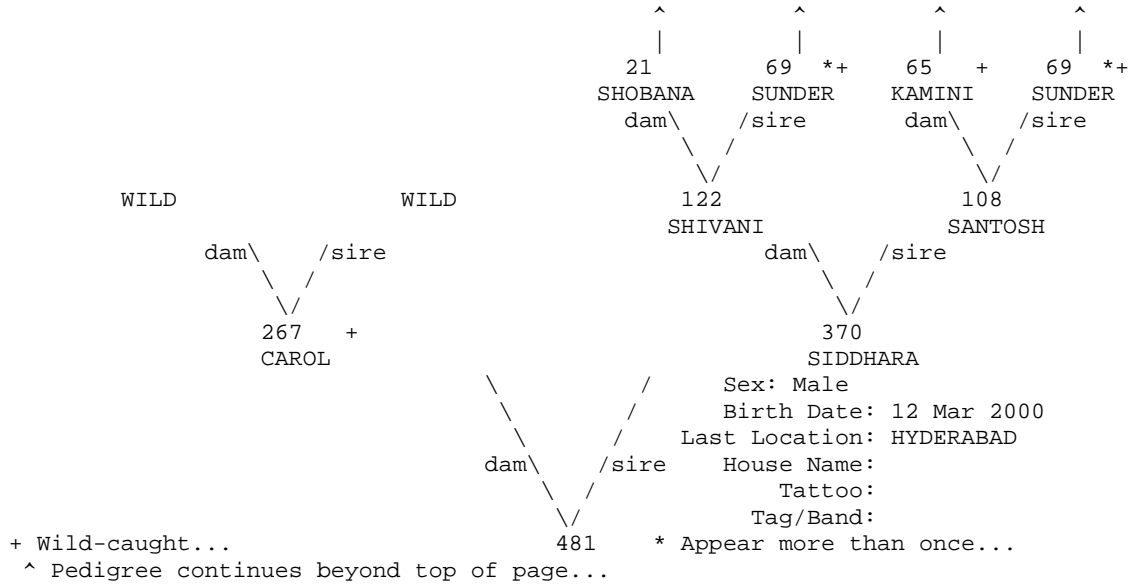 ^ ^ ^ ^
| | | |
21 69 *+ 65 + 69 *+
SHOBANA SUNDER KAMINI SUNDER
dam\ /sire dam\ /sire
\ / \ /
\/ \/
WILD WILD 122 108
SHIVANI SANTOSH
dam\ /sire dam\ /sire
\ / \ /
\/ \/
267 + 370
CAROL SIDDHARA
\ / Sex: Male
\ / Birth Date: 12 Mar 2000
\ / Last Location: HYDERABAD
dam\ /sire House Name:
\ / Tattoo:
\/ Tag/Band:
+ Wild-caught... 481 * Appear more than once...
^ Pedigree continues beyond top of page...